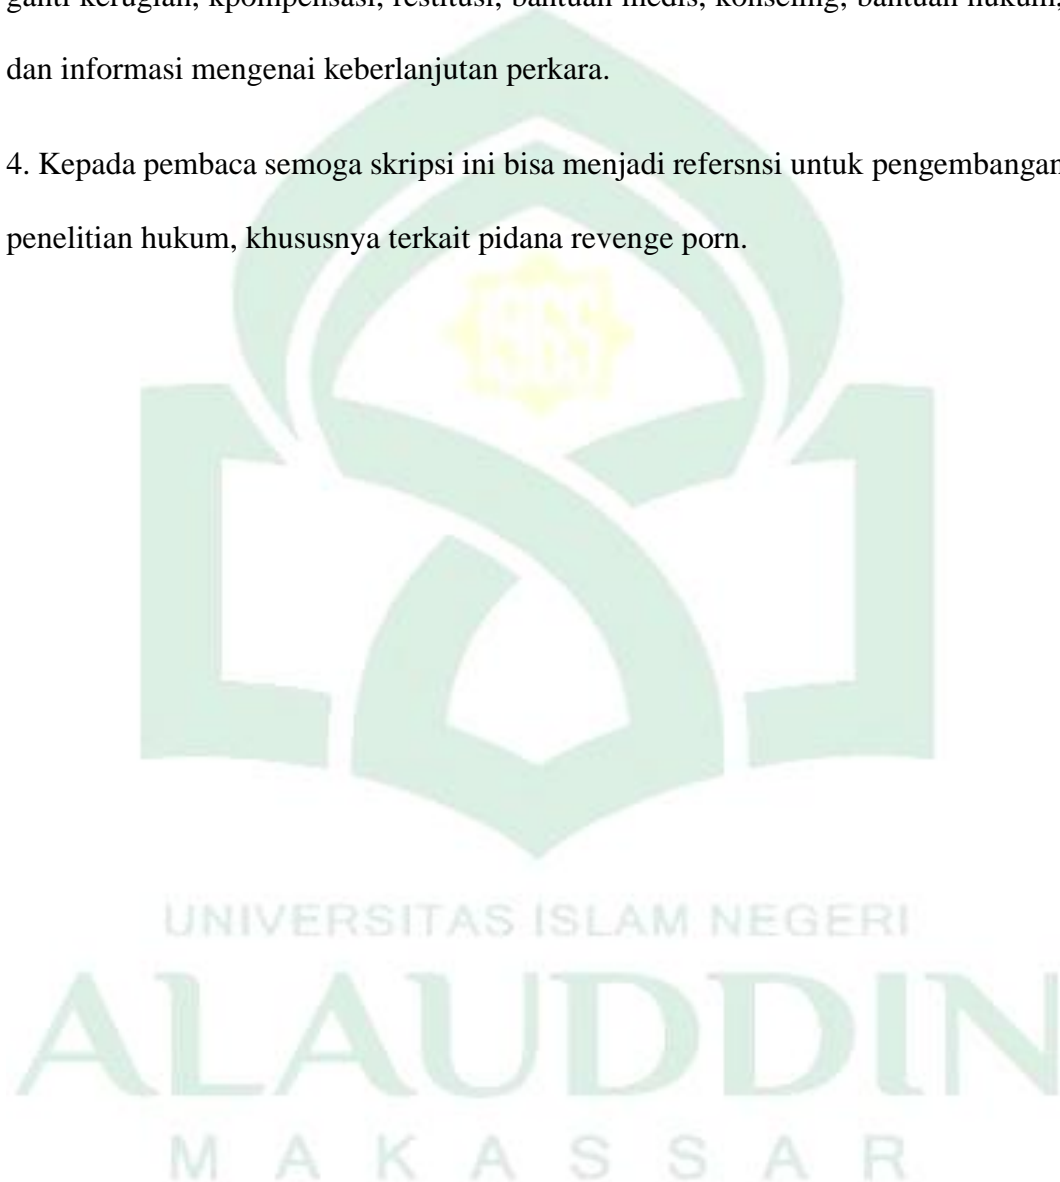 ganti kerugian, kpompensasi, restitusi, bantuan medis, konseling, bantuan hukum,
dan informasi mengenai keberlanjutan perkara.
4. Kepada pembaca semoga skripsi ini bisa menjadi refersnsi untuk pengembangan
penelitian hukum, khususnya terkait pidana revenge porn.
UNIVERSITAS ISLAM NEGERI
ALAUDDIN
MAKASSAR